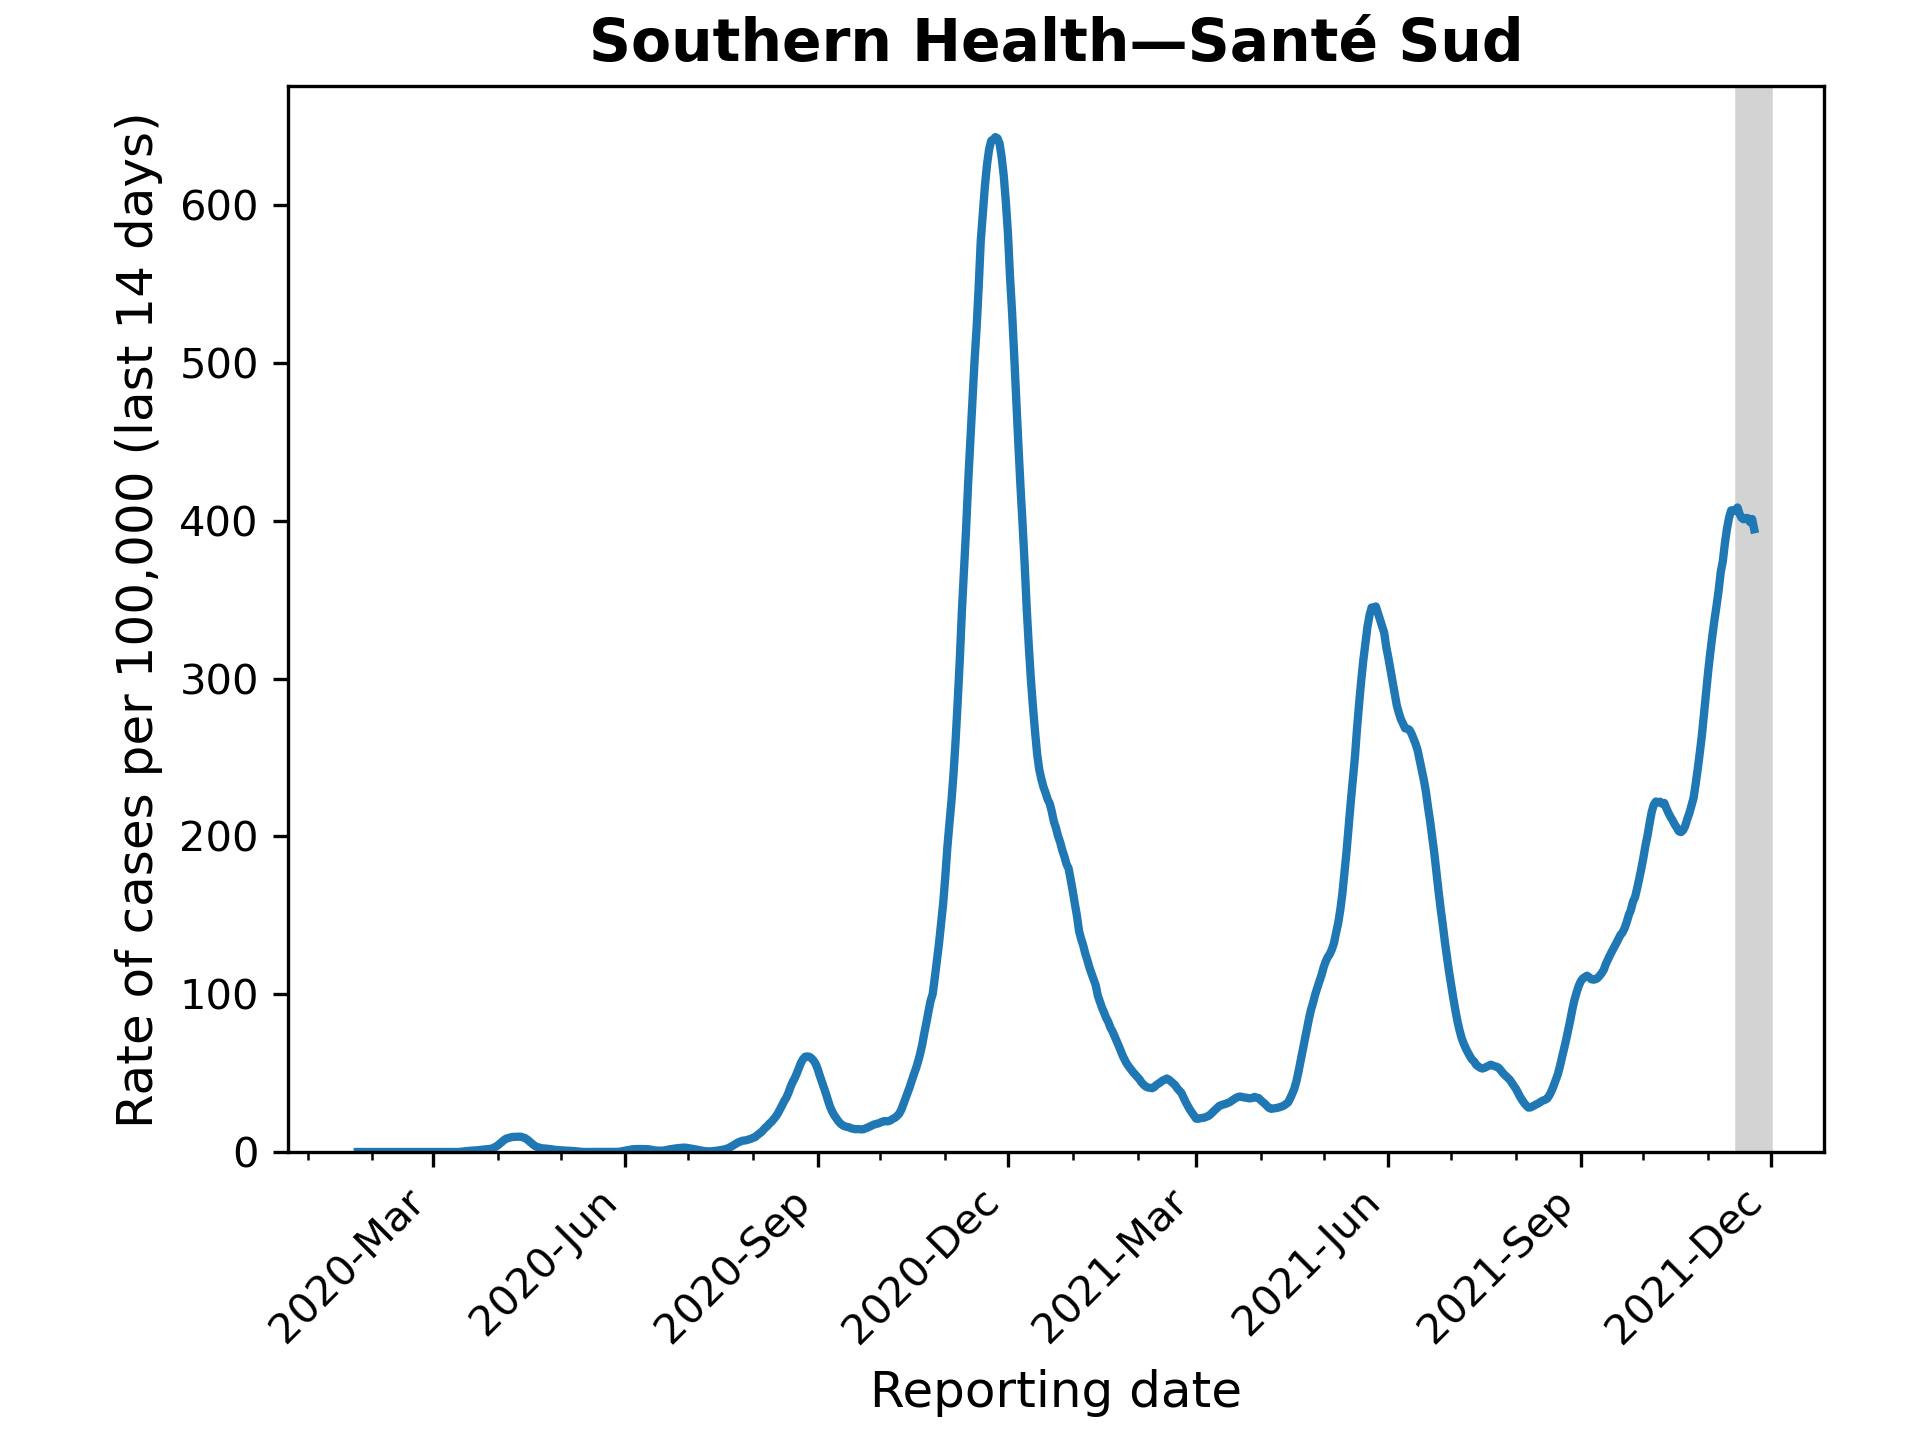 Southern Health—Santé Sud
Rate of cases per 100,000 (last 14 days)
600
500
400
300
200
100
0
2020-Mar
2020-Jun
2020-Sep
2020-Dec
2021-Mar
2021-Jun
2021-Sep
2021-Dec
Reporting date